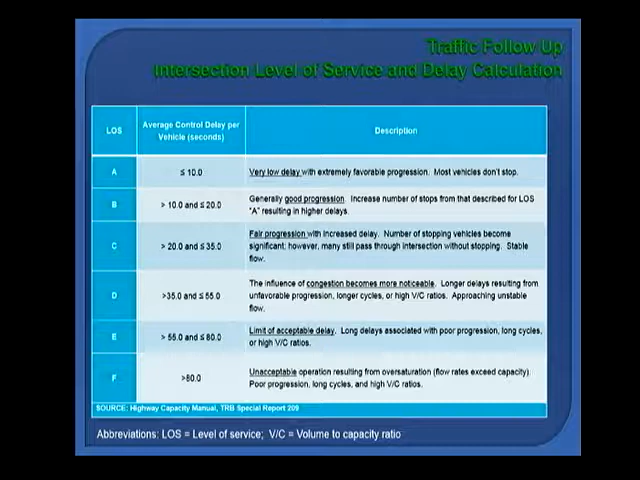 Traffic Follow Up
Intersection Level of Service and Delay Calculation
LOS
Average Control Delay per
Vehicle (seconds)
Description
A
≤ 10.0
Very low delay with extremely favorable progression. Most vehicles don't stop.
B
> 10.0 and ≤ 20.0
Generally good progression. Increase number of stops from that described for LOS
"A" resulting in higher delays.
C
> 20.0 and ≤ 35.0
Fair progression with increased delay. Number of stopping vehicles become
significant; however, many still pass through intersection without stopping. Stable
flow.
D
>35.0 and ≤ 55.0
The influence of congestion becomes more noticeable. Longer delays resulting from
unfavorable progression, longer cycles, or high V/C ratios. Approaching unstable
flow.
E
> 55.0 and ≤ 80.0
Limit of acceptable delay. Long delays associated with poor progression, long cycles,
or high V/C ratios.
F
>80.0
Unacceptable operation resulting from oversaturation (flow rates exceed capacity).
Poor progression, long cycles, and high V/C ratios.
SOURCE: Highway Capacity Manual, TRB Special Report 209
Abbreviations: LOS = Level of service; V/C = Volume to capacity ratio